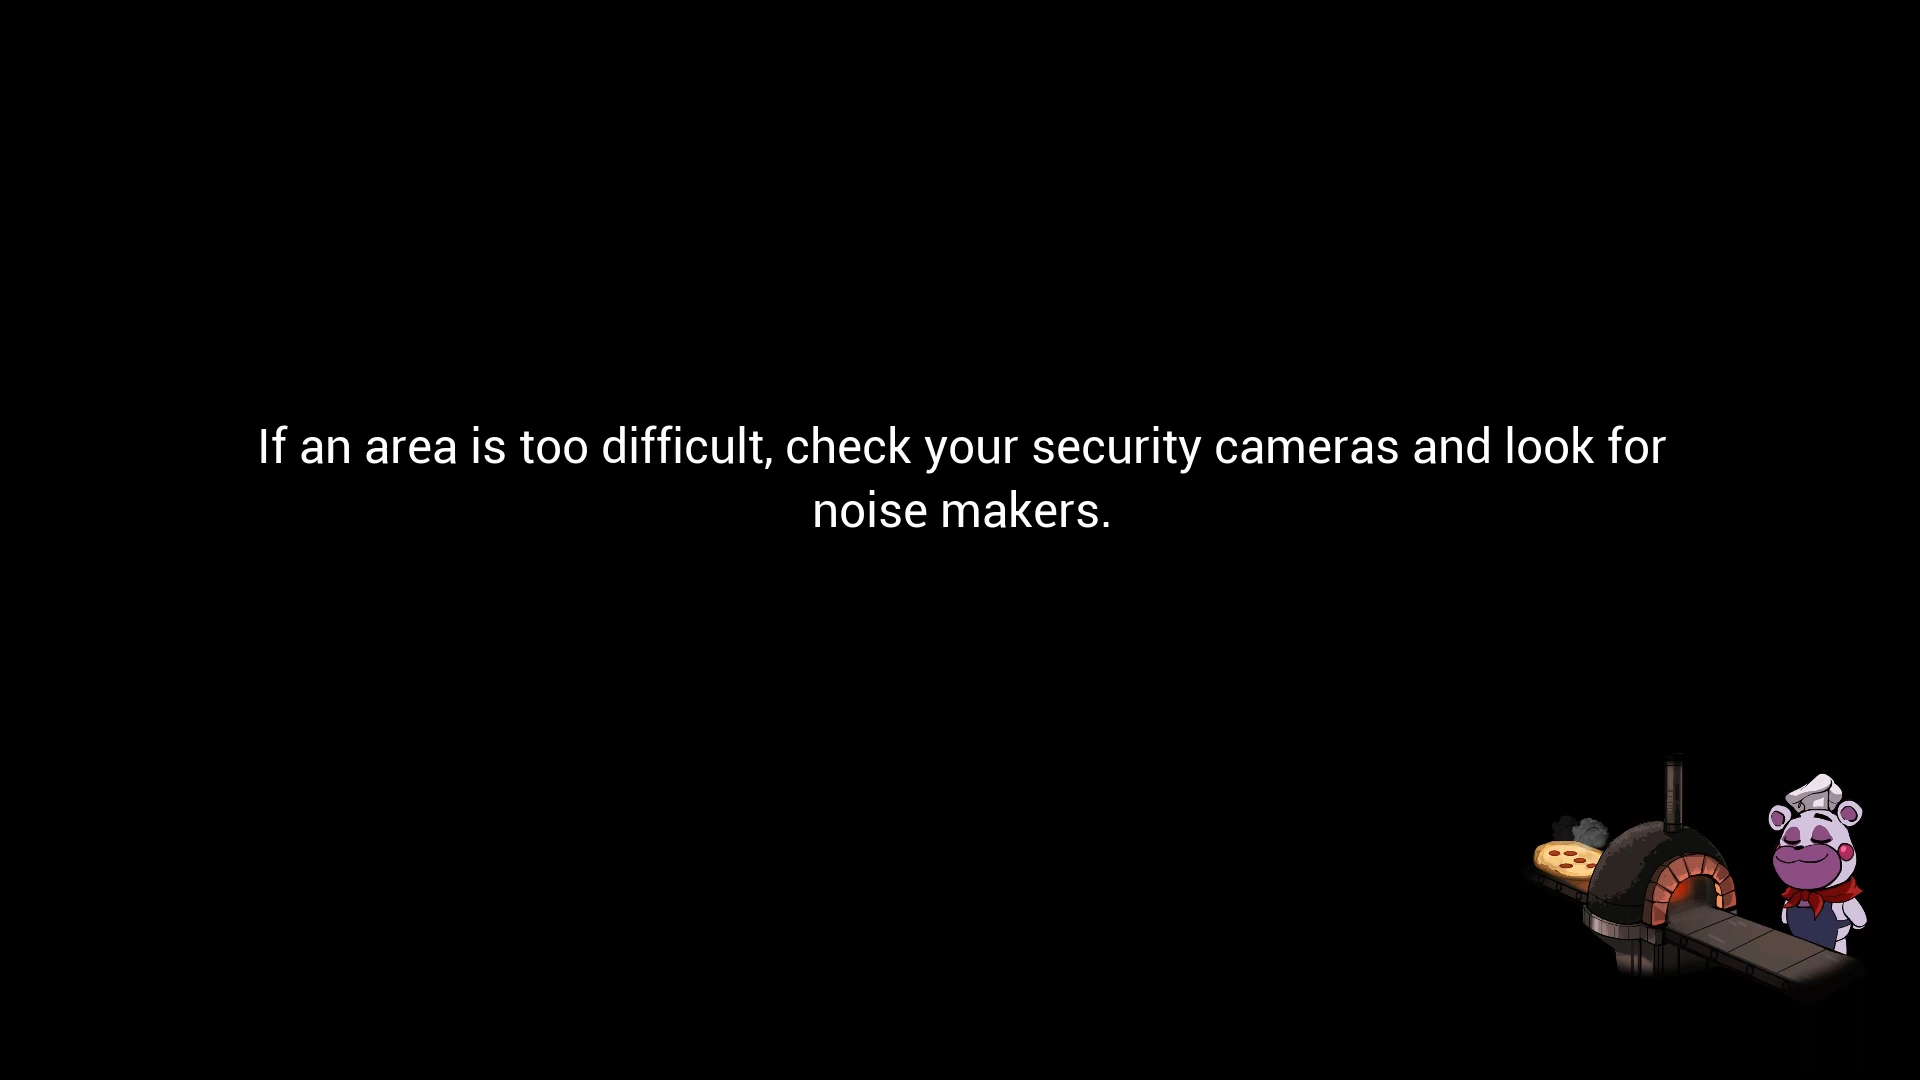 If an area is too difficult, check your security cameras and look for
noise makers.